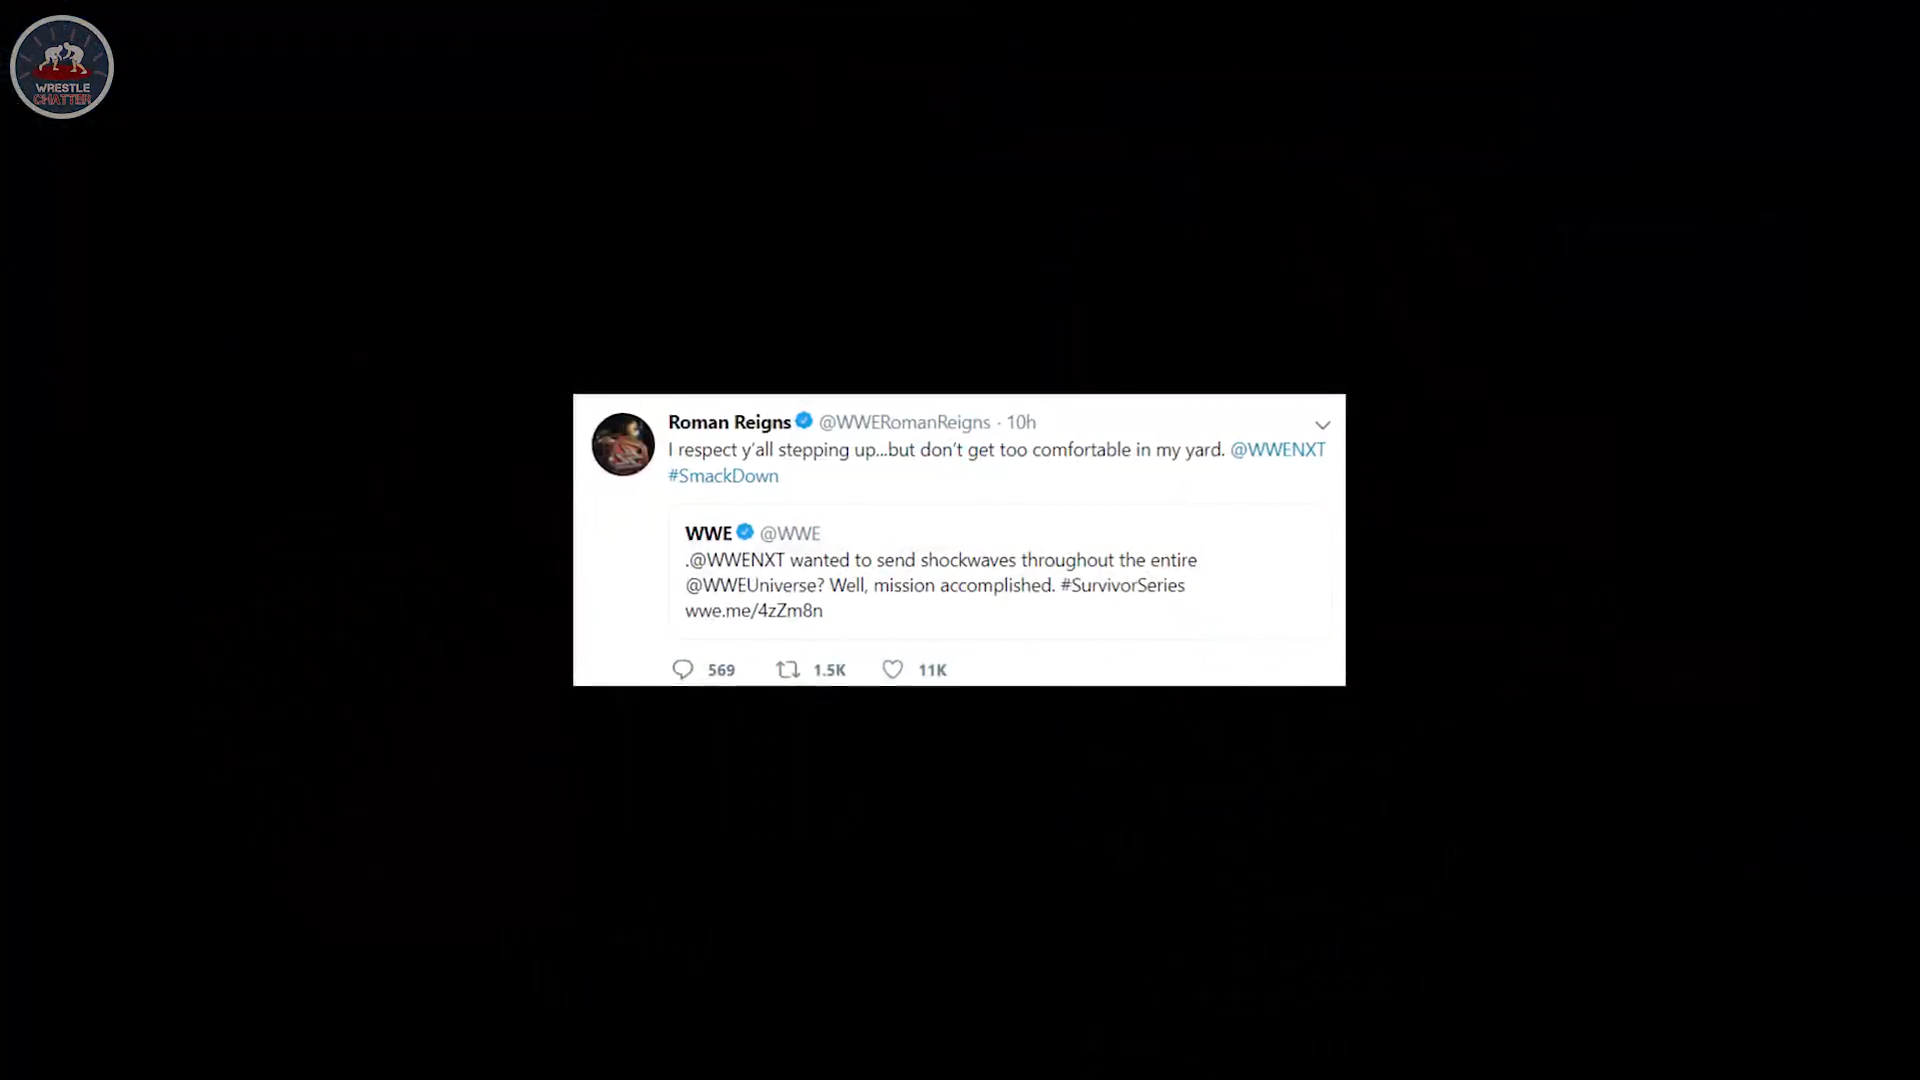 WRESTLE
CHATTER
Roman Reigns @WWERomanReigns · 10h
I respect y'all stepping up...but don't get too comfortable in my yard. @WWENXT
#SmackDown
WWE @WWE
.@WWENXT wanted to send shockwaves throughout the entire
@WWEUniverse? Well, mission accomplished. #SurvivorSeries
wwe.me/4zZm8n
569 1.5K 11K